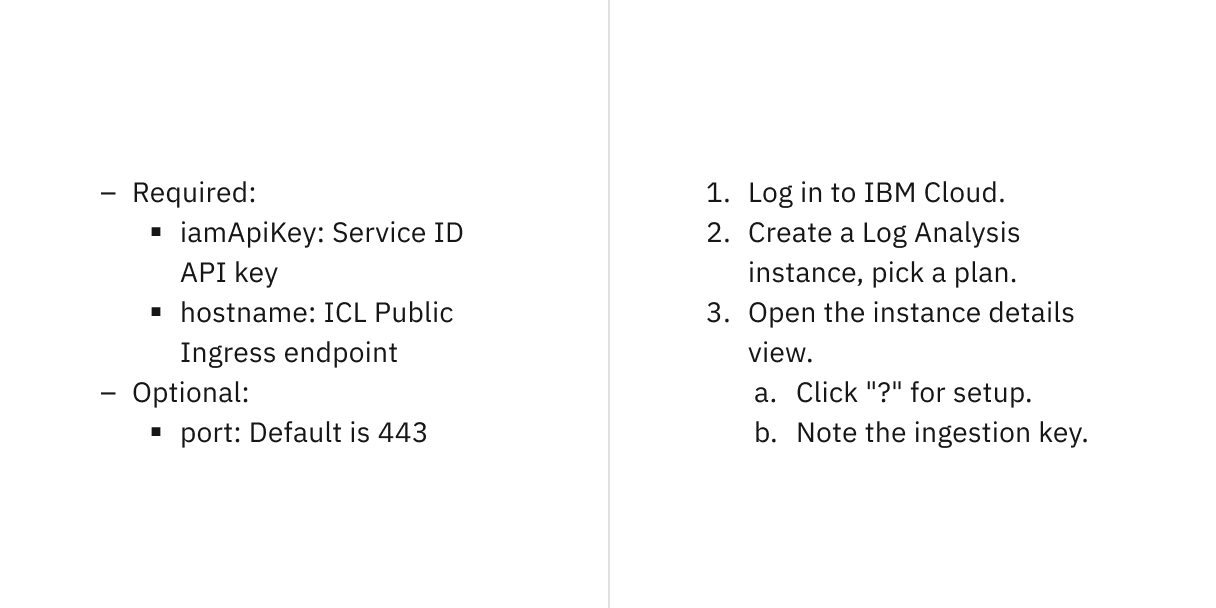 – Required:
▪ iamApiKey: Service ID
API key
▪ hostname: ICL Public
Ingress endpoint
– Optional:
▪ port: Default is 443
1. Log in to IBM Cloud.
2. Create a Log Analysis
instance, pick a plan.
3. Open the instance details
view.
a. Click "?" for setup.
b. Note the ingestion key.